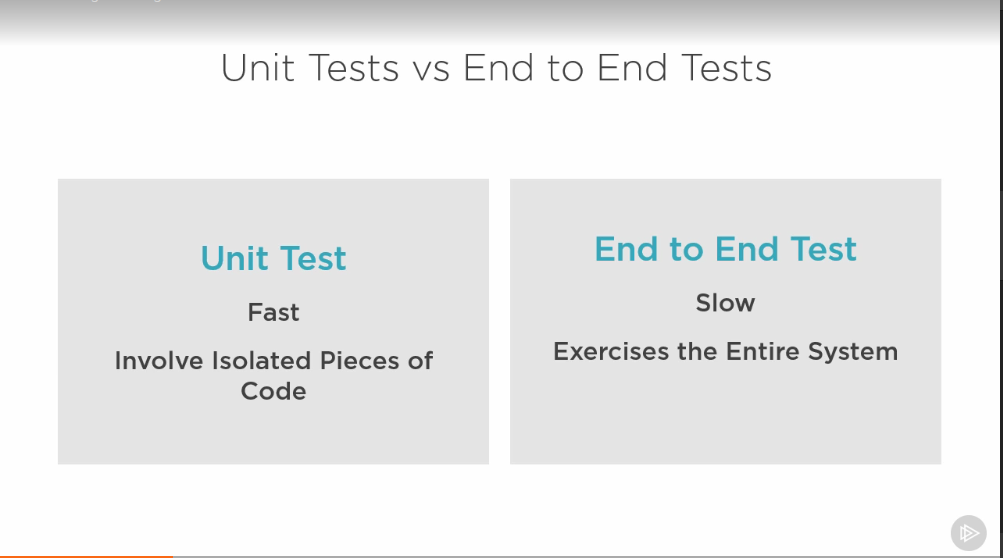 Unit Tests vs End to End Tests
Unit Test
Fast
Involve Isolated Pieces of
Code
End to End Test
Slow
Exercises the Entire System